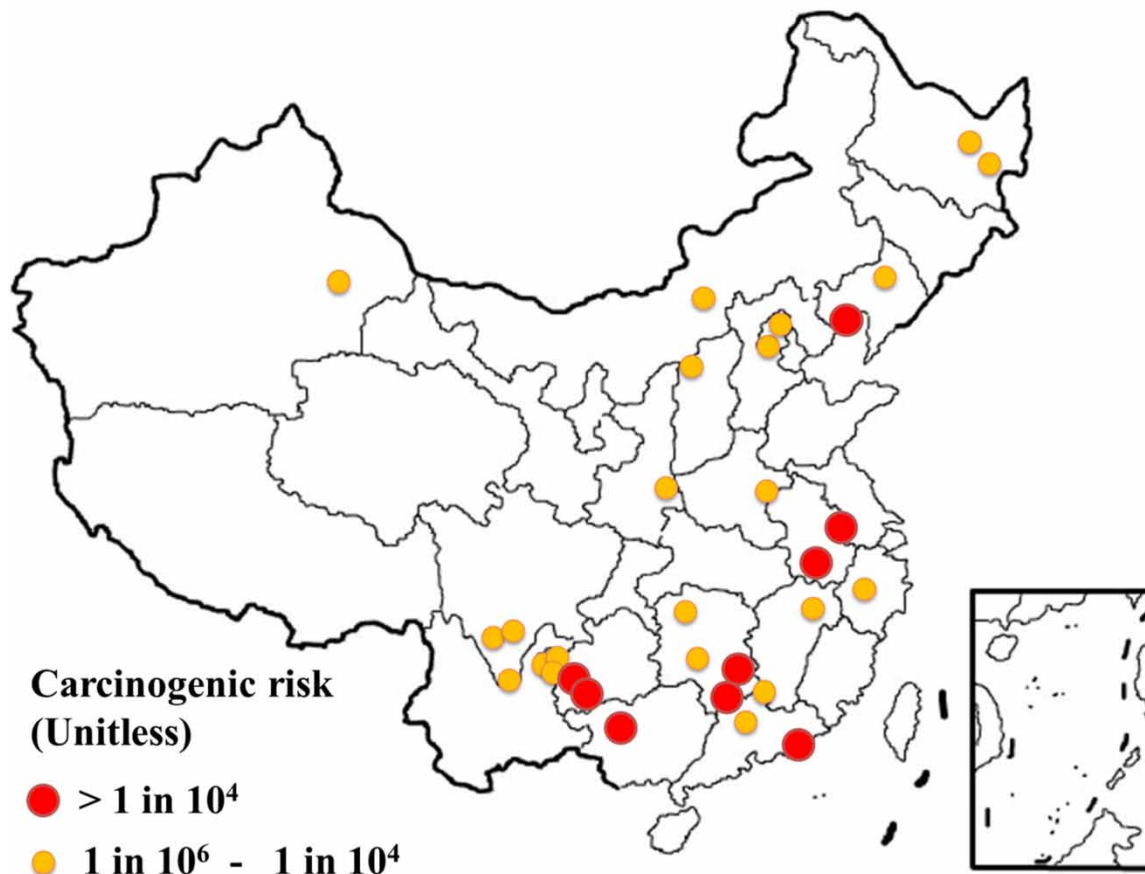 Carcinogenic risk
(Unitless)
> 1 in 10⁴
1 in 10⁶ - 1 in 10⁴